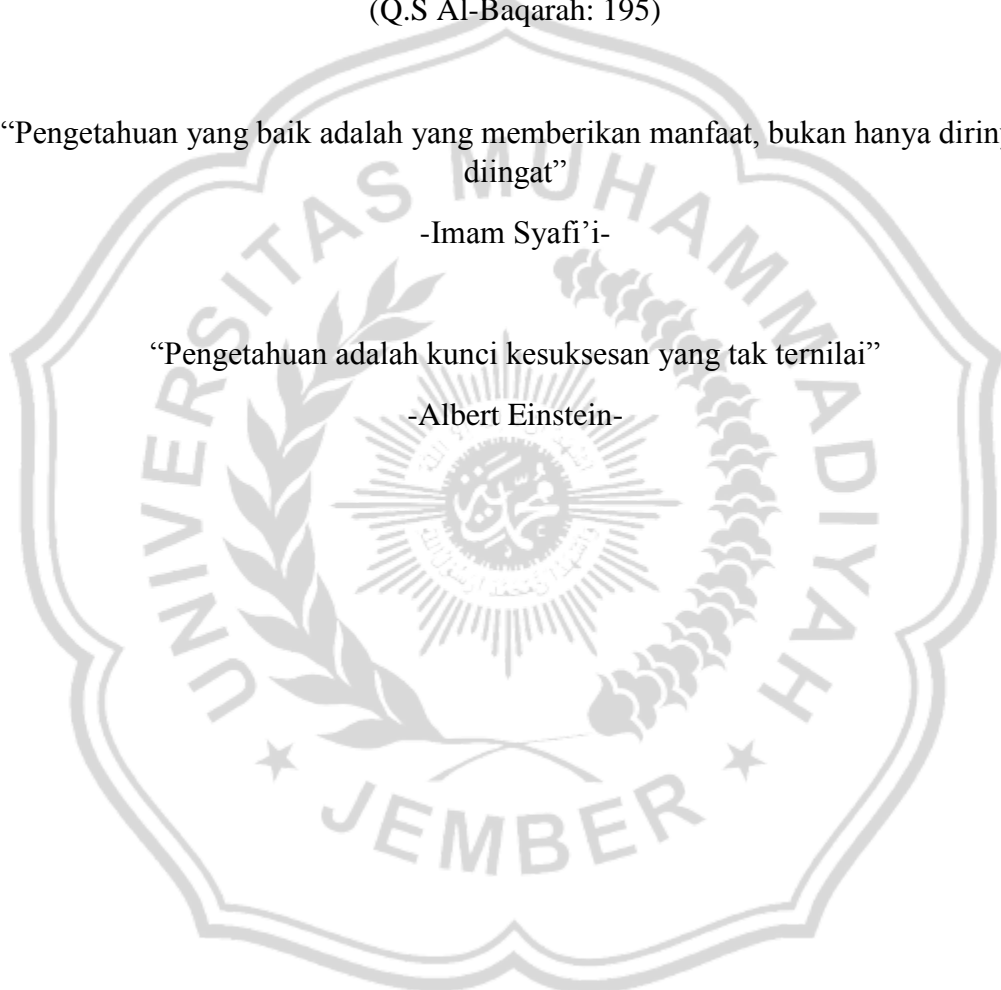 (Q.S Al-Baqarah: 195)
“Pengetahuan yang baik adalah yang memberikan manfaat, bukan hanya
diingat”
-Imam Syafi’i-
“Pengetahuan adalah kunci kesuksesan yang tak ternilai”
-Albert Einstein-
UNIVERSITAS MUHAMMADIYAH
JEMBER